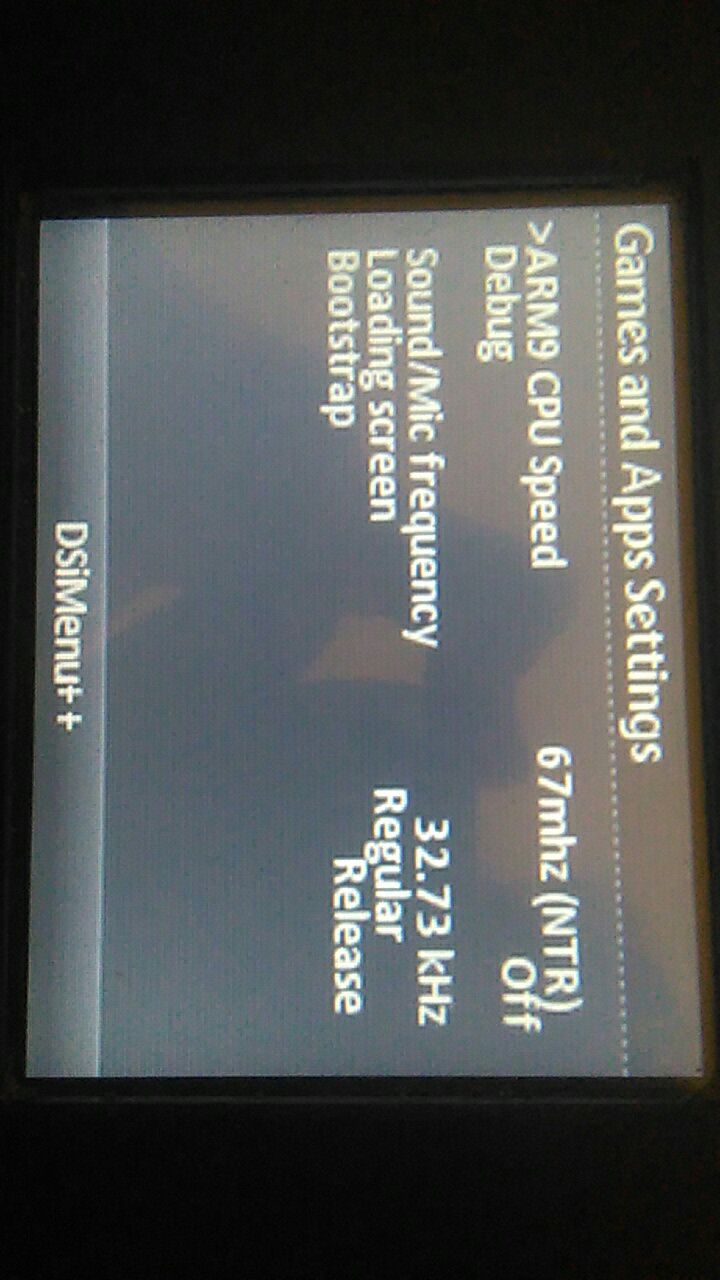 Games and Apps Settings
>ARM9 CPU Speed 67mhz (NTR)
Debug Off
Sound/Mic frequency 32.73 kHz
Loading screen Regular
Bootstrap Release
DSiMenu++